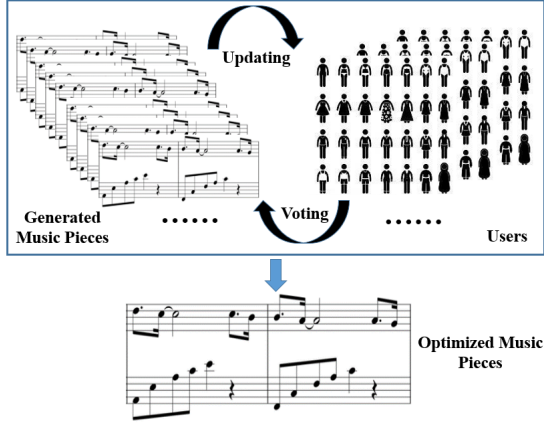 Updating
Voting
Generated
Music Pieces
......
......
Users
Optimized Music
Pieces